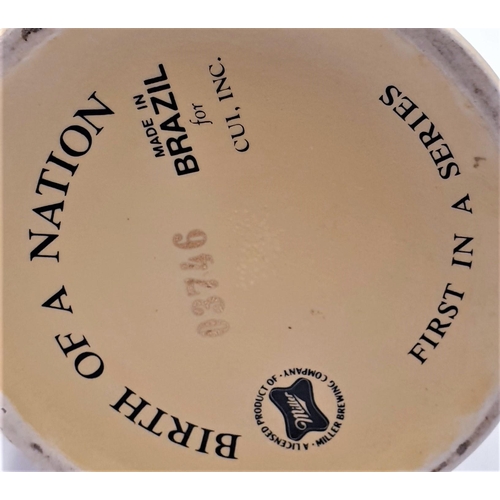 BIRTH OF A NATION
MADE IN
BRAZIL
for
CUI, INC.
FIRST IN A SERIES
03746
A LICENSED PRODUCT OF · MILLER BREWING COMPANY ·
Miller